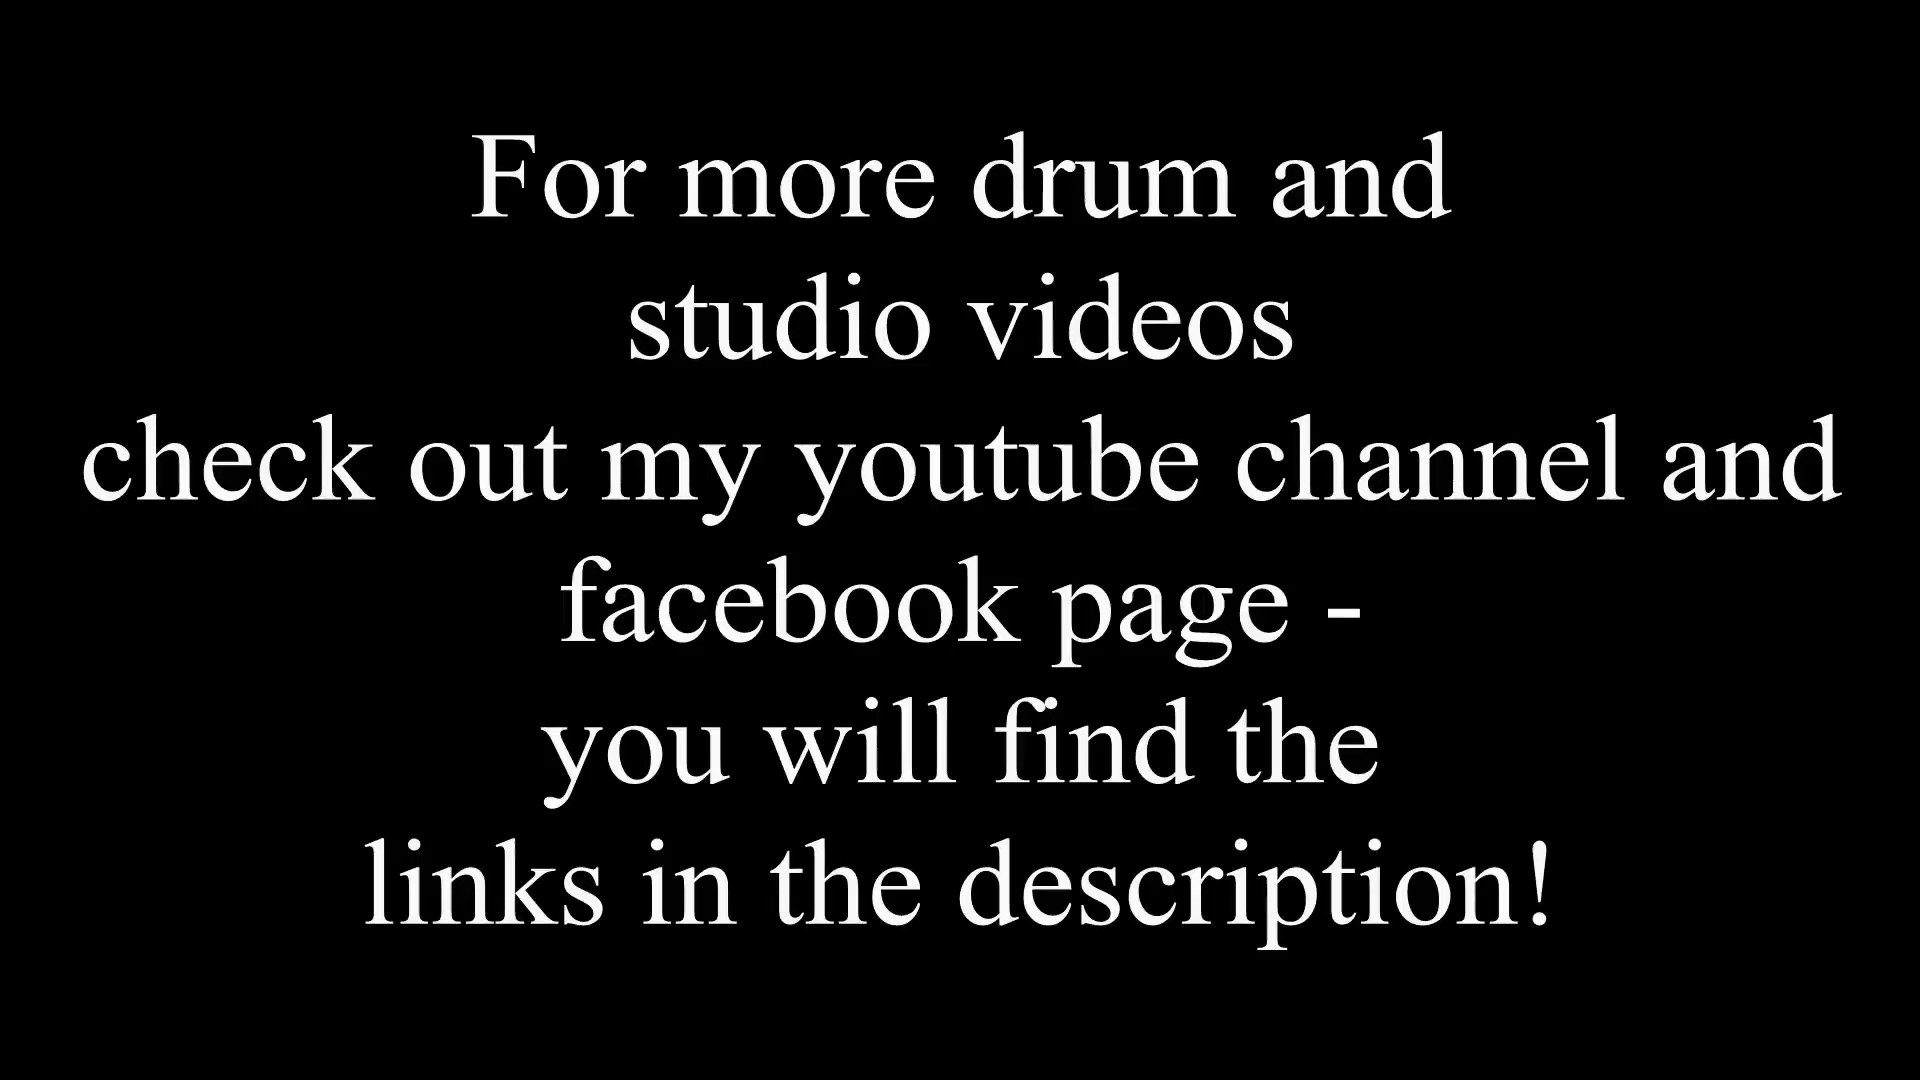 For more drum and
studio videos
check out my youtube channel and
facebook page -
you will find the
links in the description!